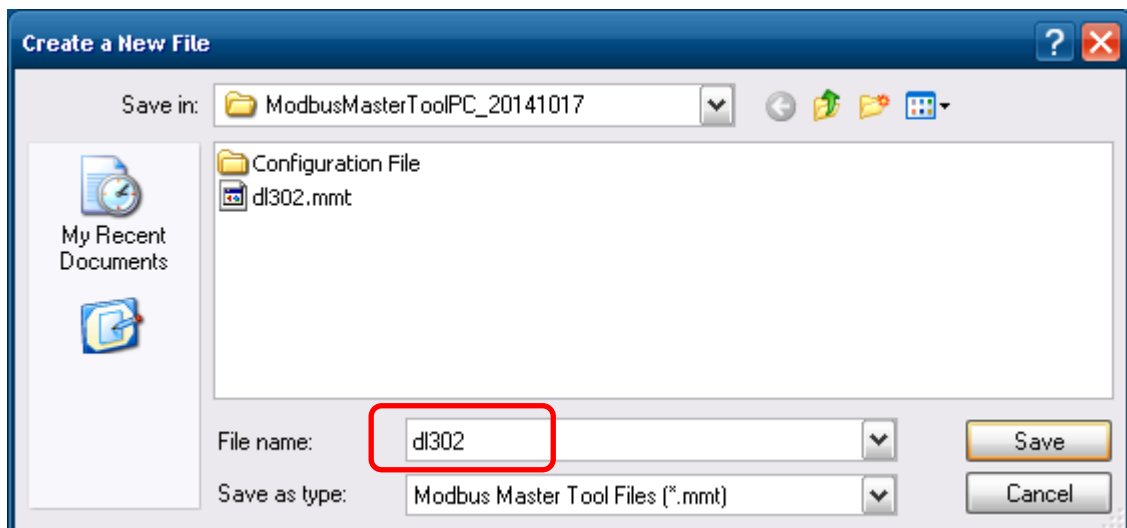 Create a New File
Save in: ModbusMasterToolPC_20141017
Configuration File
dl302.mmt
My Recent
Documents
File name: dl302 Save
Save as type: Modbus Master Tool Files (*.mmt) Cancel